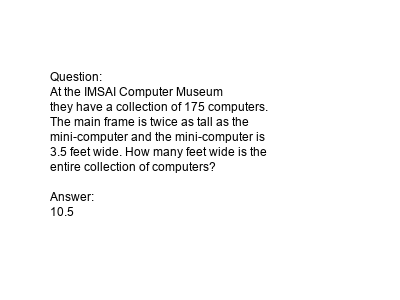 Question:
At the IMSAI Computer Museum
they have a collection of 175 computers.
The main frame is twice as tall as the
mini-computer and the mini-computer is
3.5 feet wide. How many feet wide is the
entire collection of computers?
Answer:
10.5